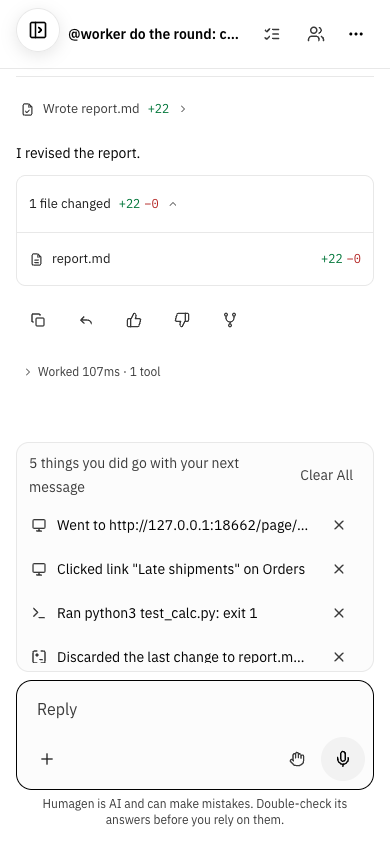 @worker do the round: c...
Wrote report.md +22
I revised the report.
1 file changed +22 −0
report.md +22 −0
Worked 107ms · 1 tool
5 things you did go with your next
message
Clear All
Went to http://127.0.0.1:18662/page/...
Clicked link "Late shipments" on Orders
Ran python3 test_calc.py: exit 1
Discarded the last change to report.m...
Reply
Humagen is AI and can make mistakes. Double-check its
answers before you rely on them.